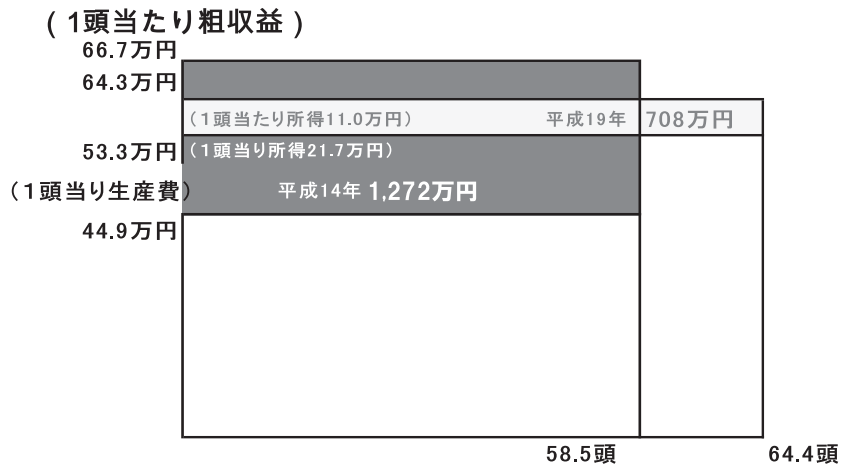 (1頭当たり粗収益)
66.7万円
64.3万円
(1頭当たり所得11.0万円) 平成19年 708万円
53.3万円 (1頭当り所得21.7万円)
(1頭当り生産費) 平成14年 1,272万円
44.9万円
58.5頭 64.4頭